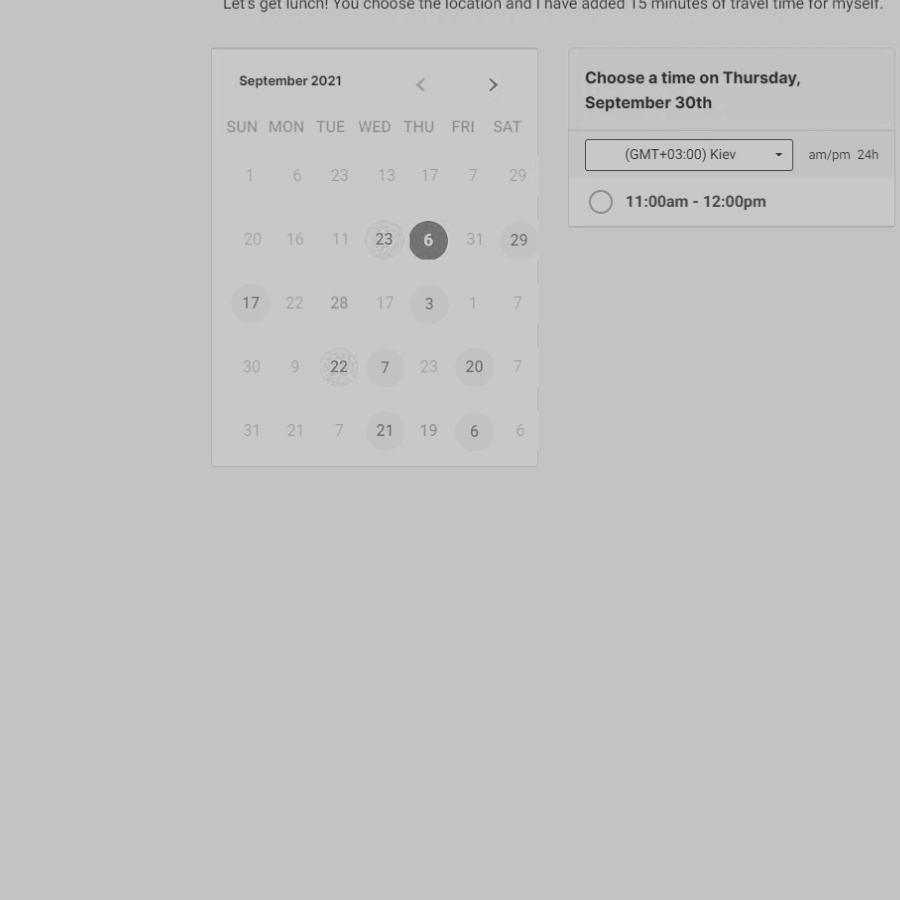 Let's get lunch! You choose the location and I have added 15 minutes of travel time for myself.
September 2021
SUN MON TUE WED THU FRI SAT
1 6 23 13 17 7 29
20 16 11 23 6 31 29
17 22 28 17 3 1 7
30 9 22 7 23 20 7
31 21 7 21 19 6 6
Choose a time on Thursday,
September 30th
(GMT+03:00) Kiev am/pm 24h
11:00am - 12:00pm